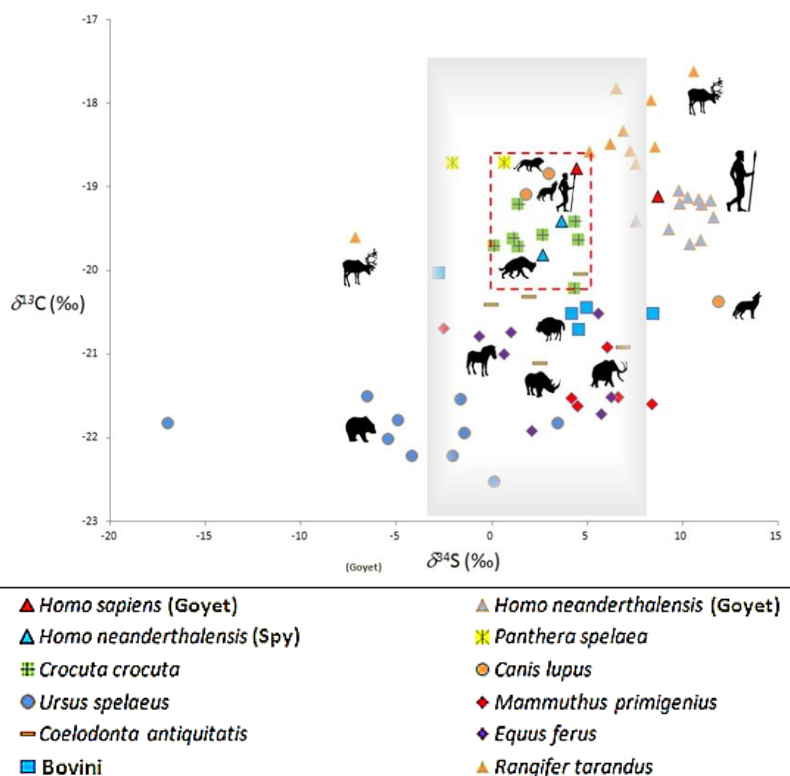 -17
-18
-19
-20
-21
-22
-23
δ¹³C (‰)
-20 -15 -10 -5 0 5 10 15
(Goyet) δ³⁴S (‰)
Homo sapiens (Goyet) Homo neanderthalensis (Goyet)
Homo neanderthalensis (Spy) Panthera spelaea
Crocuta crocuta Canis lupus
Ursus spelaeus Mammuthus primigenius
Coelodonta antiquitatis Equus ferus
Bovini Rangifer tarandus